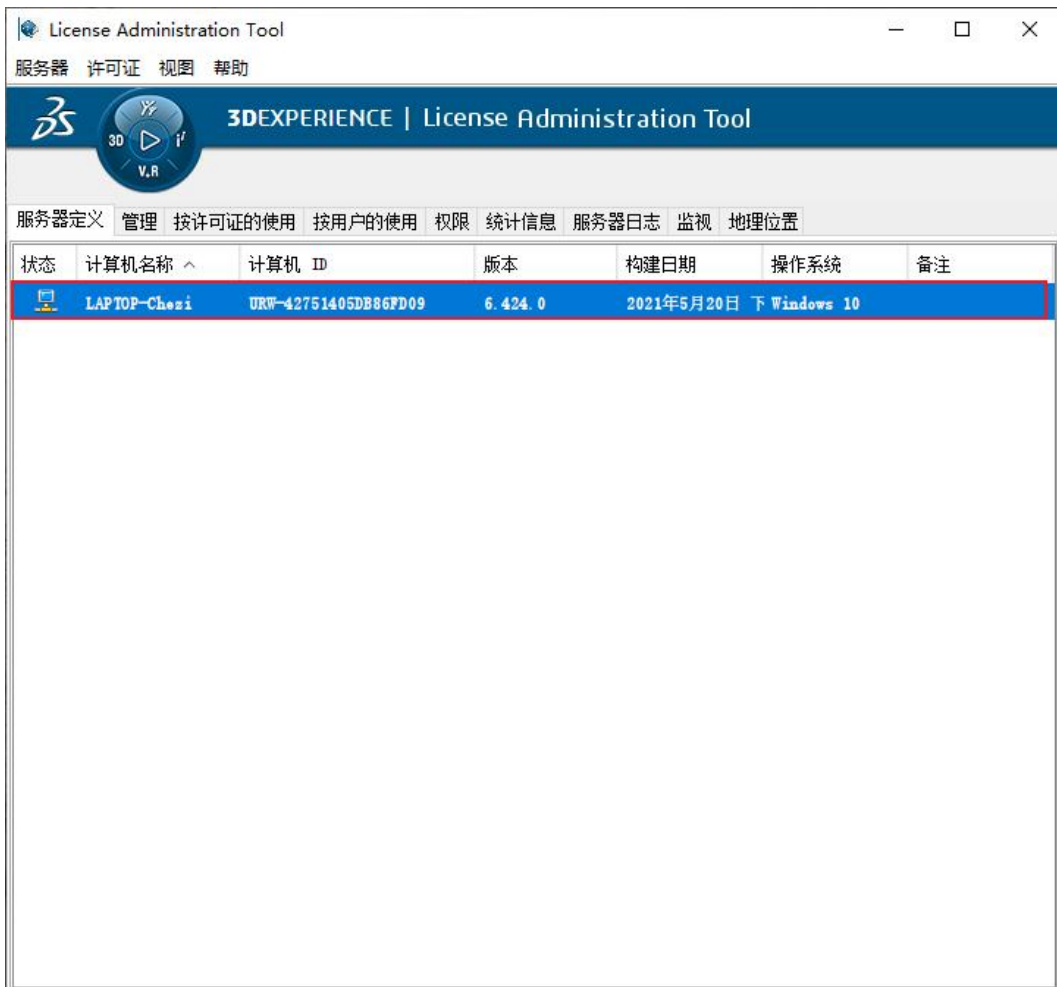 License Administration Tool
服务器 许可证 视图 帮助
3DS
3D V.R i'
3DEXPERIENCE | License Administration Tool
服务器定义 管理 按许可证的使用 按用户的使用 权限 统计信息 服务器日志 监视 地理位置
状态 计算机名称 计算机 ID 版本 构建日期 操作系统 备注
LAPTOP-Chezi URW-42751405DB86FD09 6.424.0 2021年5月20日 下 Windows 10